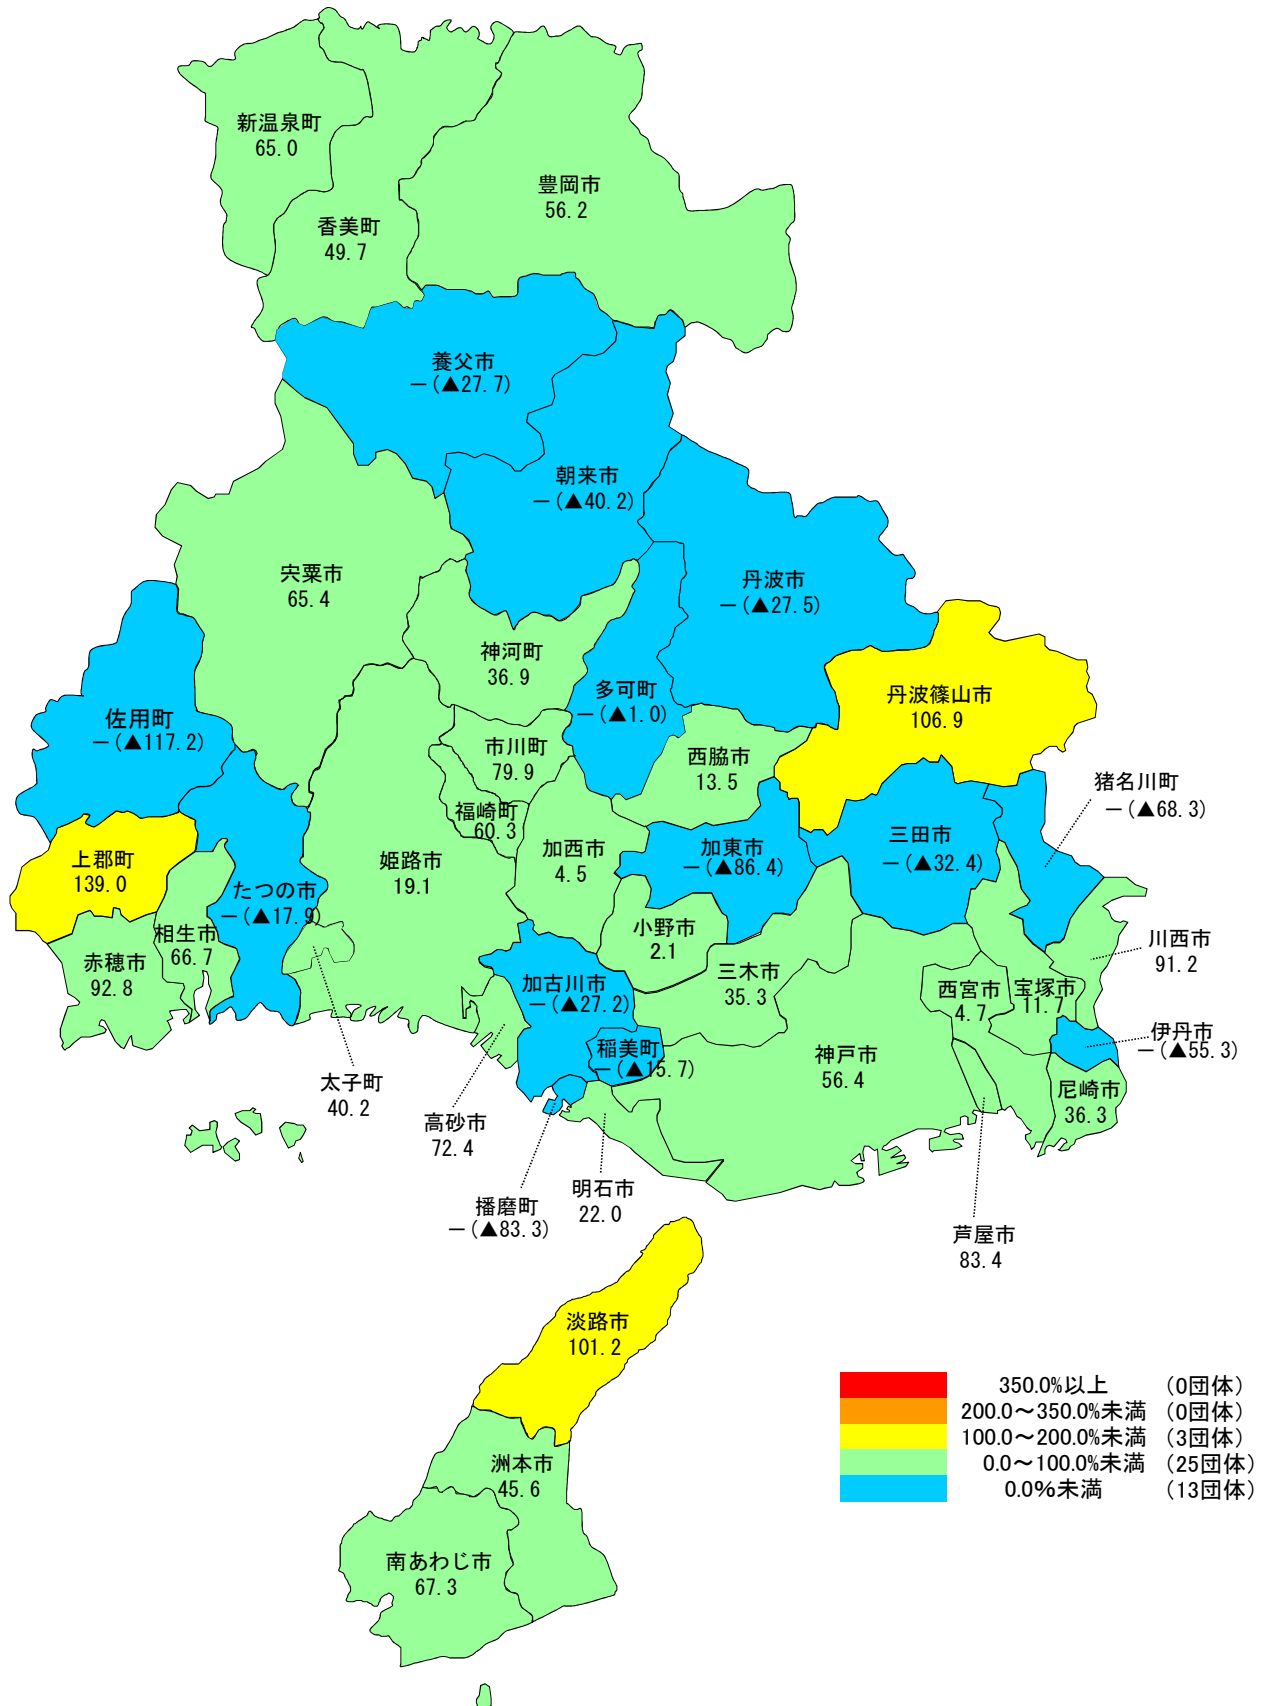 新温泉町
65.0
豊岡市
56.2
香美町
49.7
養父市
－(▲27.7)
朝来市
－(▲40.2)
宍粟市
65.4
丹波市
－(▲27.5)
神河町
36.9
多可町
－(▲1.0)
丹波篠山市
106.9
佐用町
－(▲117.2)
市川町
79.9
西脇市
13.5
猪名川町
－(▲68.3)
福崎町
60.3
上郡町
139.0
姫路市
19.1
加西市
4.5
加東市
－(▲86.4)
三田市
－(▲32.4)
たつの市
－(▲17.9)
相生市
66.7
赤穂市
92.8
小野市
2.1
三木市
35.3
川西市
91.2
加古川市
－(▲27.2)
西宮市
4.7
宝塚市
11.7
伊丹市
－(▲55.3)
稲美町
－(▲15.7)
神戸市
56.4
尼崎市
36.3
太子町
40.2
高砂市
72.4
播磨町
－(▲83.3)
明石市
22.0
芦屋市
83.4
淡路市
101.2
洲本市
45.6
南あわじ市
67.3
350.0%以上 （0団体）
200.0～350.0%未満 （0団体）
100.0～200.0%未満 （3団体）
0.0～100.0%未満 （25団体）
0.0%未満 （13団体）